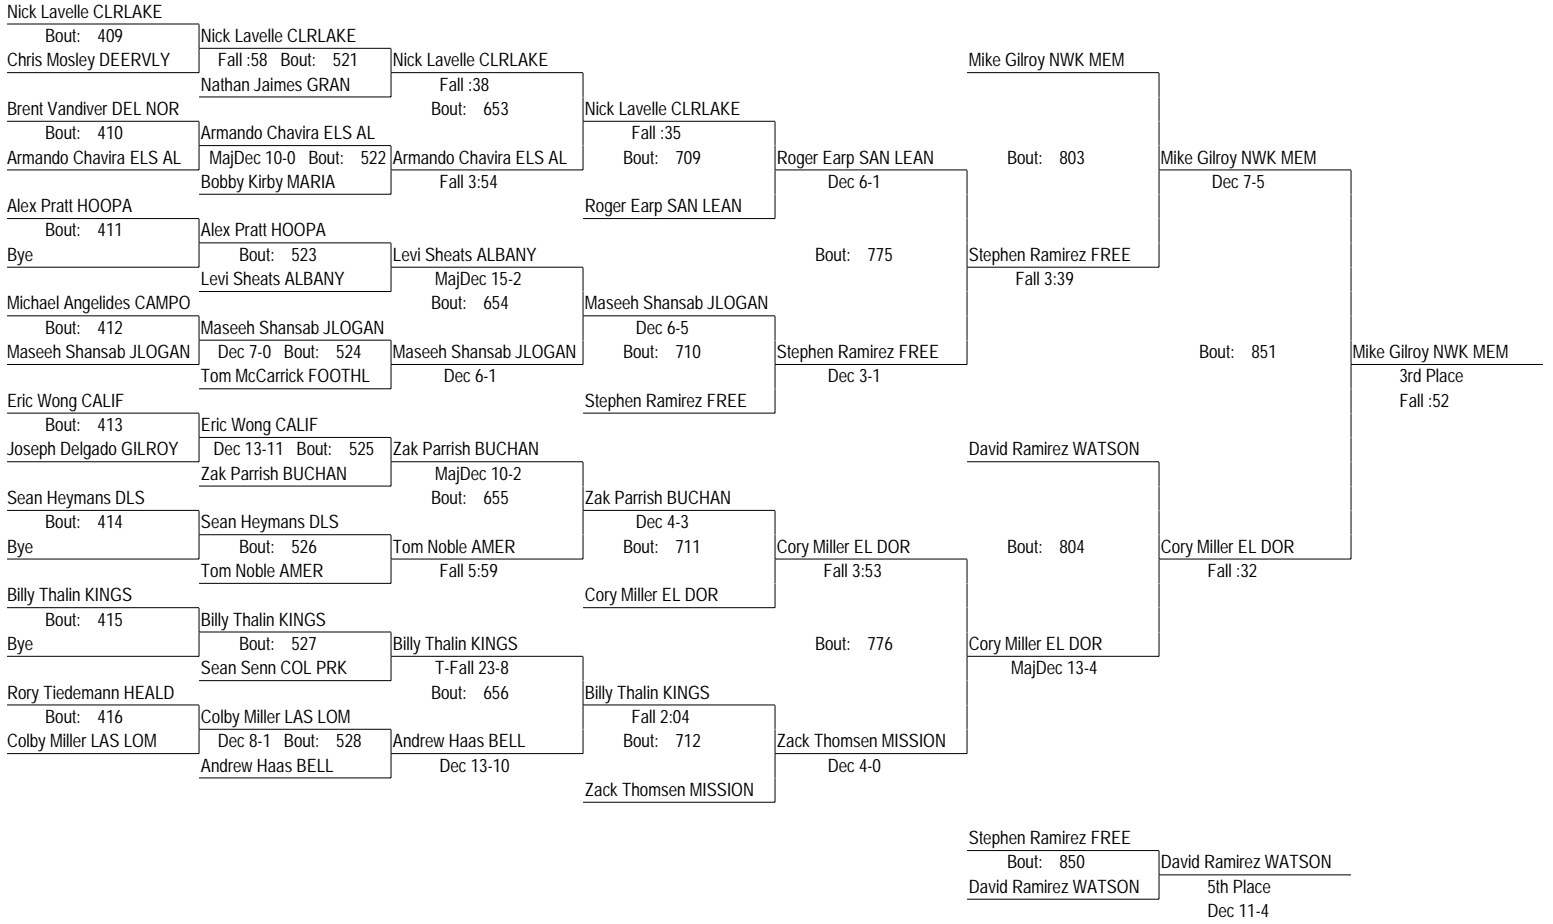 Nick Lavelle CLRLAKE
Bout: 409
Chris Mosley DEERVLY
Brent Vandiver DEL NOR
Bout: 410
Armando Chavira ELS AL
Alex Pratt HOOPA
Bout: 411
Bye
Michael Angelides CAMPO
Bout: 412
Maseeh Shansab JLOGAN
Eric Wong CALIF
Bout: 413
Joseph Delgado GILROY
Sean Heymans DLS
Bout: 414
Bye
Billy Thalin KINGS
Bout: 415
Bye
Rory Tiedemann HEALD
Bout: 416
Colby Miller LAS LOM
Nick Lavelle CLRLAKE
Fall :58 Bout: 521
Nathan Jaimes GRAN
Armando Chavira ELS AL
MajDec 10-0 Bout: 522
Bobby Kirby MARIA
Alex Pratt HOOPA
Bout: 523
Levi Sheats ALBANY
Maseeh Shansab JLOGAN
Dec 7-0 Bout: 524
Tom McCarrick FOOTHL
Eric Wong CALIF
Dec 13-11 Bout: 525
Zak Parrish BUCHAN
Sean Heymans DLS
Bout: 526
Tom Noble AMER
Billy Thalin KINGS
Bout: 527
Sean Senn COL PRK
Colby Miller LAS LOM
Dec 8-1 Bout: 528
Andrew Haas BELL
Nick Lavelle CLRLAKE
Fall :38
Bout: 653
Armando Chavira ELS AL
Fall 3:54
Levi Sheats ALBANY
MajDec 15-2
Bout: 654
Maseeh Shansab JLOGAN
Dec 6-1
Zak Parrish BUCHAN
MajDec 10-2
Bout: 655
Tom Noble AMER
Fall 5:59
Billy Thalin KINGS
T-Fall 23-8
Bout: 656
Andrew Haas BELL
Dec 13-10
Nick Lavelle CLRLAKE
Fall :35
Bout: 709
Roger Earp SAN LEAN
Maseeh Shansab JLOGAN
Dec 6-5
Bout: 710
Stephen Ramirez FREE
Zak Parrish BUCHAN
Dec 4-3
Bout: 711
Cory Miller EL DOR
Billy Thalin KINGS
Fall 2:04
Bout: 712
Zack Thomsen MISSION
Roger Earp SAN LEAN
Dec 6-1
Bout: 775
Stephen Ramirez FREE
Dec 3-1
Cory Miller EL DOR
Fall 3:53
Bout: 776
Zack Thomsen MISSION
Dec 4-0
Mike Gilroy NWK MEM
Bout: 803
Stephen Ramirez FREE
Fall 3:39
David Ramirez WATSON
Bout: 804
Cory Miller EL DOR
MajDec 13-4
Mike Gilroy NWK MEM
Dec 7-5
Bout: 851
Cory Miller EL DOR
Fall :32
Mike Gilroy NWK MEM
3rd Place
Fall :52
Stephen Ramirez FREE
Bout: 850
David Ramirez WATSON
David Ramirez WATSON
5th Place
Dec 11-4